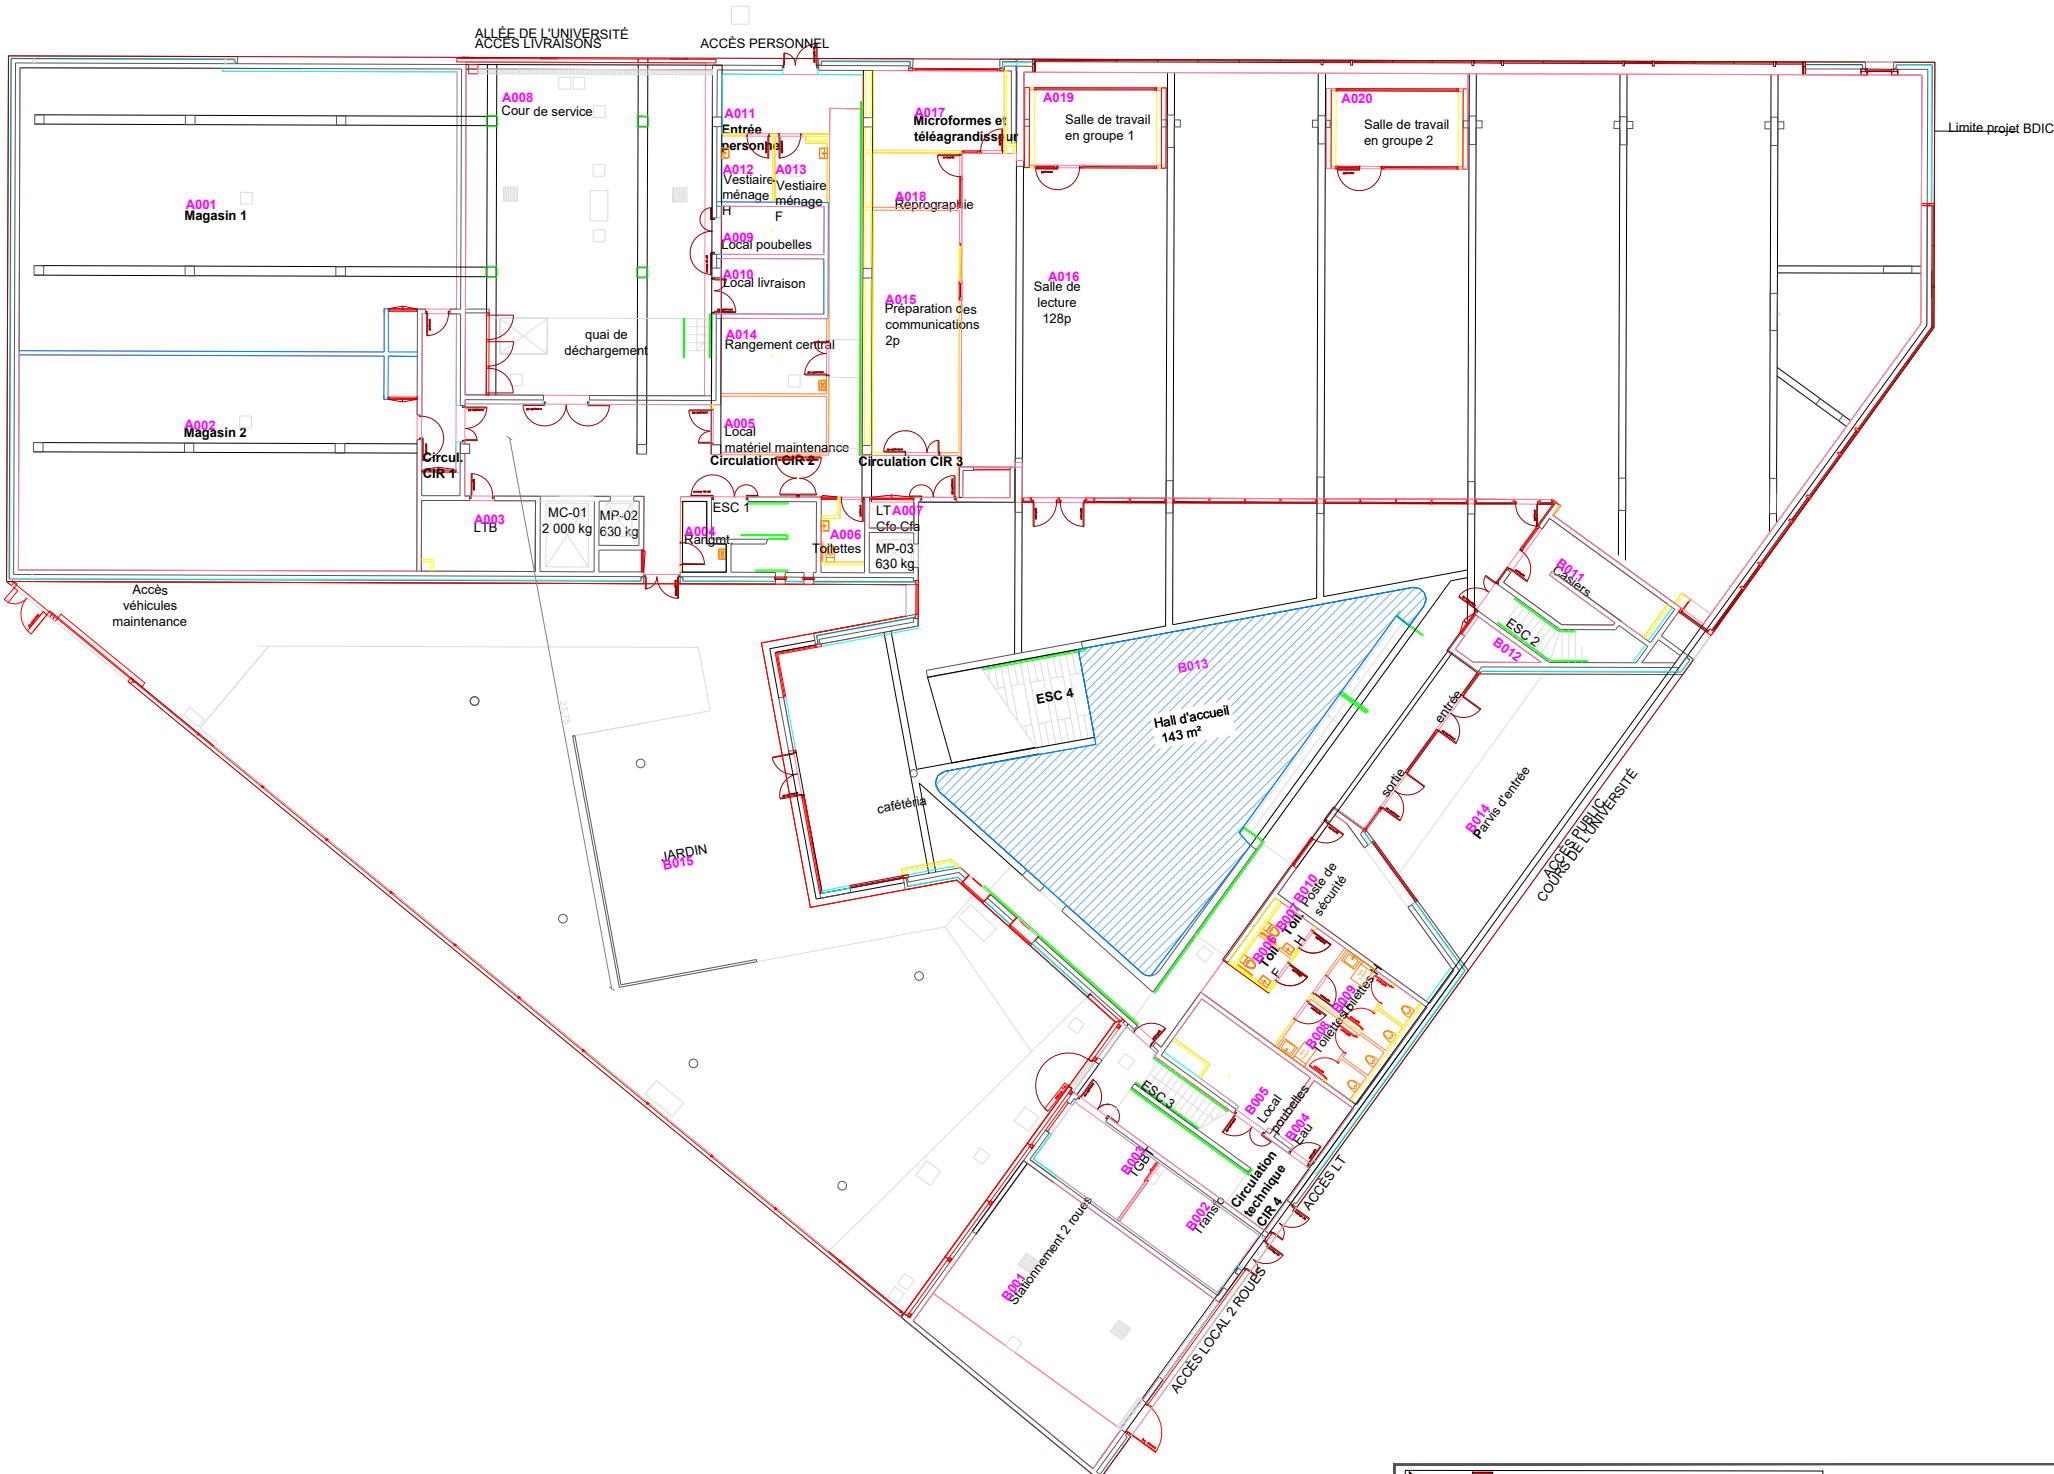 ALLÉE DE L'UNIVERSITÉ
ACCÈS LIVRAISONS
ACCÈS PERSONNEL
A008
Cour de service
A011
Entrée
personnel
A017
Microformes et
téléagrandisseur
A019
Salle de travail
en groupe 1
A020
Salle de travail
en groupe 2
Limite projet BDIC
A012
Vestiaire
ménage
H
A013
Vestiaire
ménage
F
A001
Magasin 1
A018
Reprographie
A009
Local poubelles
A010
Local livraison
A016
Salle de
lecture
128p
A015
Préparation des
communications
2p
quai de
déchargement
A014
Rangement central
A002
Magasin 2
A005
Local
matériel maintenance
Circul.
CIR 1
Circulation CIR 2
Circulation CIR 3
A003
LTB
MC-01
2 000 kg
MP-02
630 kg
ESC 1
A004
Rangmt
A006
Toilettes
LT
A007
Cfo Cfa
MP-03
630 kg
Accès
véhicules
maintenance
B011
Casiers
ESC 2
B012
B013
ESC 4
Hall d'accueil
143 m²
23,75
entrée
sortie
cafétéria
JARDIN
B015
B014
Parvis d'entrée
ACCÈS PUBLIC
COURS DE L'UNIVERSITÉ
B010
Poste de
sécurité
B007
Toil.
H
B006
Toil.
F
B009
Toilettes H
B008
Toilettes
B005
Local
poubelles
B004
Eau
ESC 3
B003
TGBT
B002
Transfo
Circulation
technique
CIR 4
ACCÈS LT
B001
Stationnement 2 roues
ACCÈS LOCAL 2 ROUES